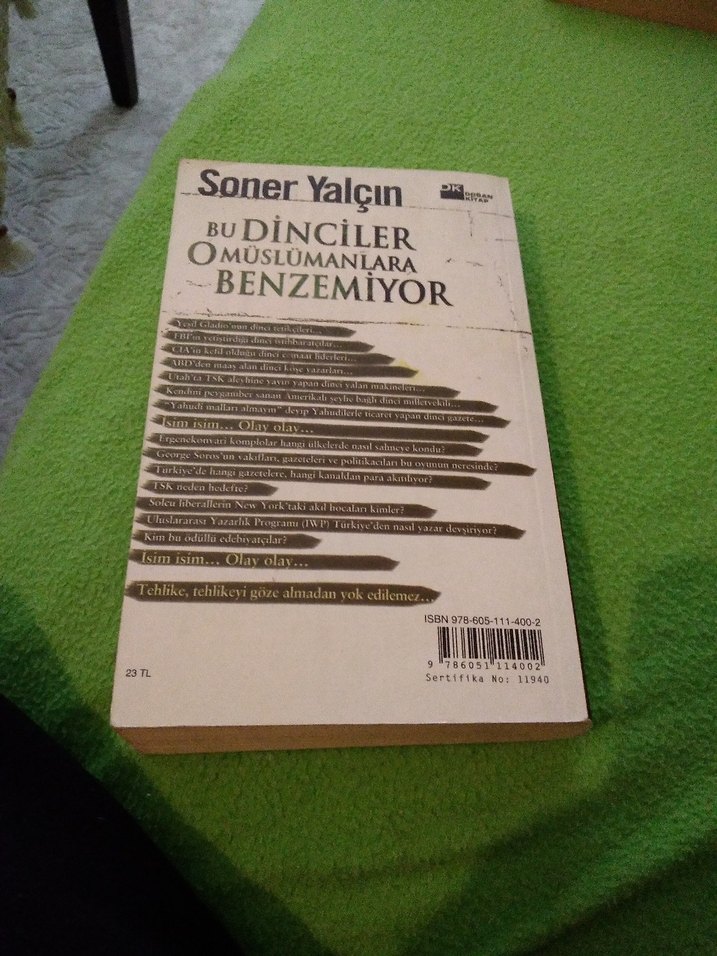 Soner Yalçın
DK DOĞAN KİTAP
BU DİNCİLER
O MÜSLÜMANLARA
BENZEMİYOR
Yeşil Gladio'nun dinci tetikçileri...
FBI'ın yetiştirdiği dinci istihbaratçılar...
CIA'in kefil olduğu dinci cemaat liderleri...
ABD'den maaş alan dinci köşe yazarları...
Utah'ta TSK aleyhine yayın yapan dinci yalan makineleri...
Kendini peygamber sanan Amerikalı şeyhe bağlı dinci milletvekili...
"Yahudi malları almayın" deyip Yahudilerle ticaret yapan dinci gazete...
İsim isim... Olay olay...
Ergenekonvari komplolar hangi ülkelerde nasıl sahneye kondu?
George Soros'un vakıfları, gazeteleri ve politikacıları bu oyunun neresinde?
Türkiye'de hangi gazetelere, hangi kanaldan para akıtılıyor?
TSK neden hedefte?
Solcu liberallerin New York'taki akıl hocaları kimler?
Uluslararası Yazarlık Programı (IWP) Türkiye'den nasıl yazar devşiriyor?
Kim bu ödüllü edebiyatçılar?
İsim isim... Olay olay...
Tehlike, tehlikeyi göze almadan yok edilemez...
ISBN 978-605-111-400-2
9 786051 114002
Sertifika No: 11940
23 TL